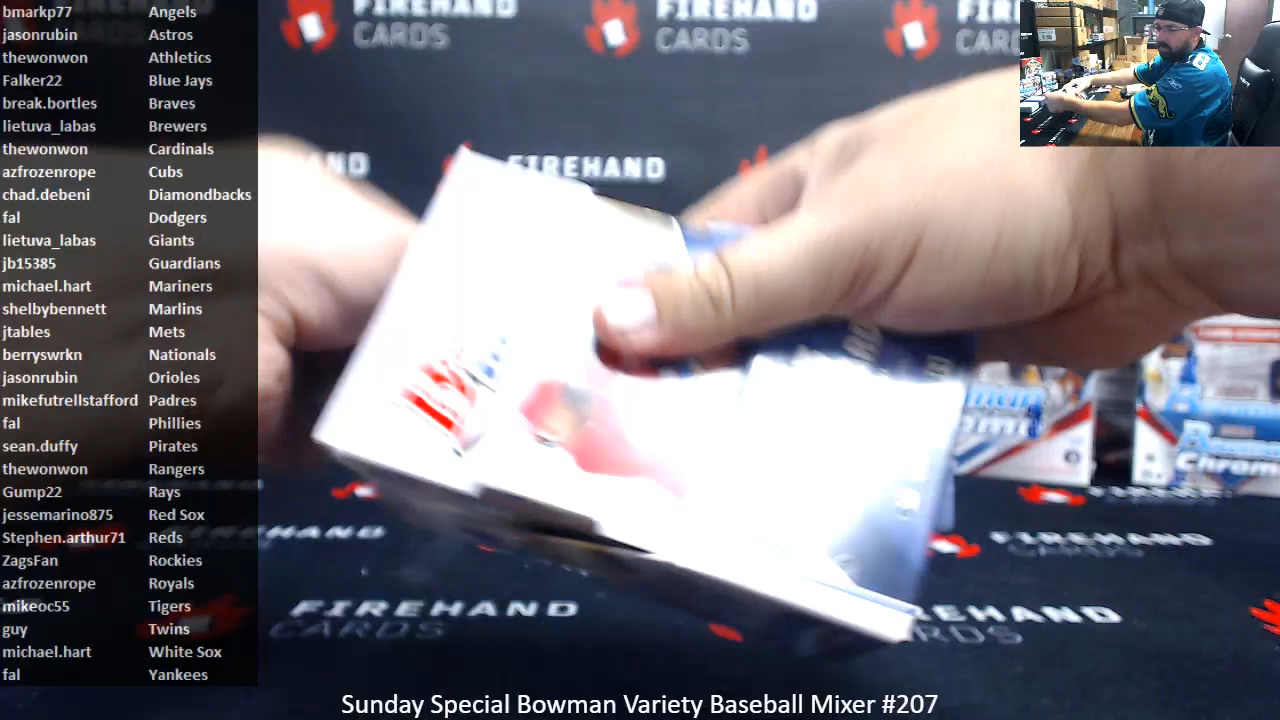 bmarkp77 Angels
jasonrubin Astros
thewonwon Athletics
Falker22 Blue Jays
break.bortles Braves
lietuva_labas Brewers
thewonwon Cardinals
azfrozenrope Cubs
chad.debeni Diamondbacks
fal Dodgers
lietuva_labas Giants
jb15385 Guardians
michael.hart Mariners
shelbybennett Marlins
jtables Mets
berryswrkn Nationals
jasonrubin Orioles
mikefutrellstafford Padres
fal Phillies
sean.duffy Pirates
thewonwon Rangers
Gump22 Rays
jessemarino875 Red Sox
Stephen.arthur71 Reds
ZagsFan Rockies
azfrozenrope Royals
mikeoc55 Tigers
guy Twins
michael.hart White Sox
fal Yankees
FIREHAND CARDS
FIREHAND CARDS
FIREHAND
FIREHAND
CARDS
FIREHAND
CARDS
Bowman
Chrome
Sunday Special Bowman Variety Baseball Mixer #207